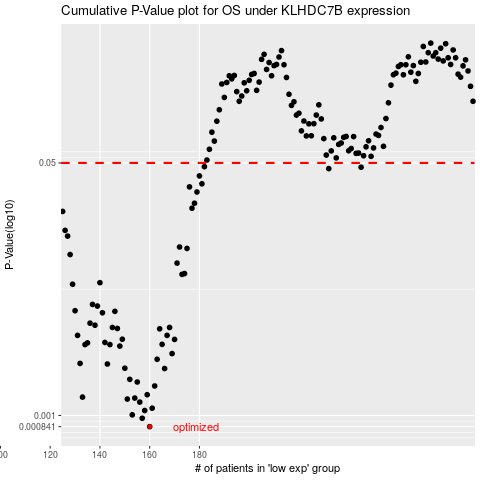 Cumulative P-Value plot for OS under KLHDC7B expression
P-Value(log10)
0.05
0.001
0.000841
optimized
00 120 140 160 180
# of patients in 'low exp' group